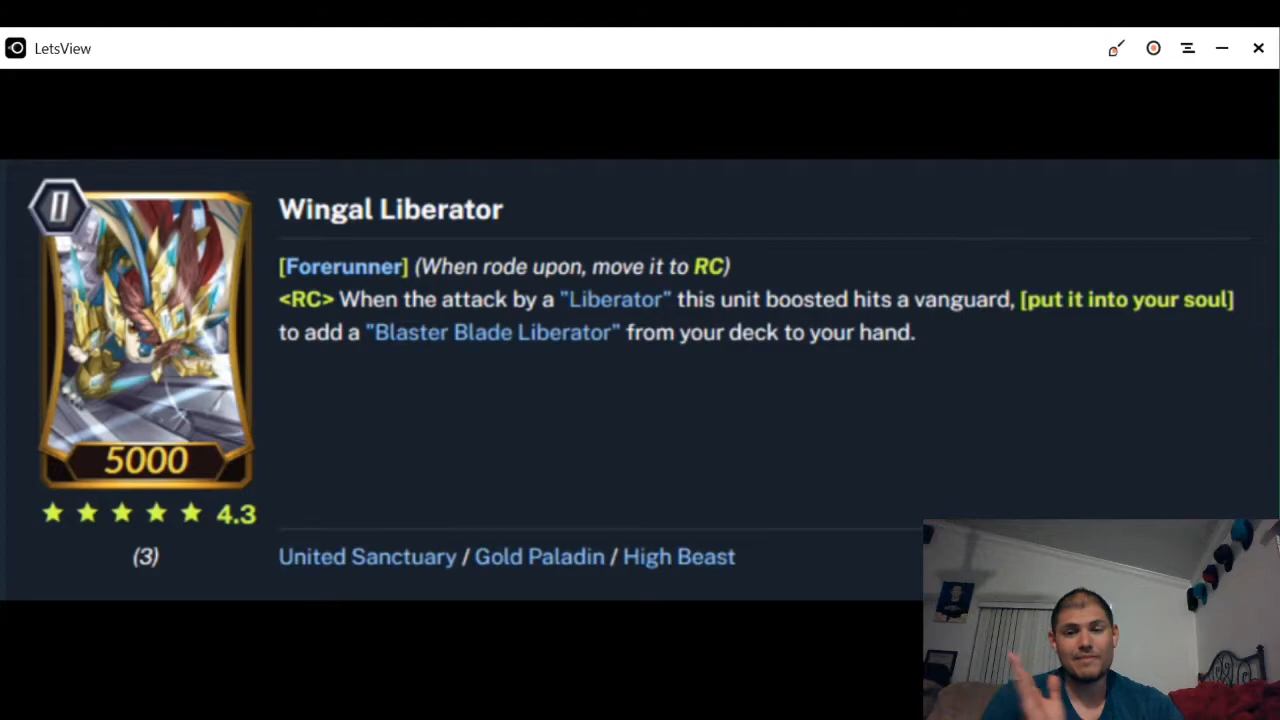 LetsView
0
Wingal Liberator
[Forerunner] (When rode upon, move it to RC)
<RC> When the attack by a "Liberator" this unit boosted hits a vanguard, [put it into your soul]
to add a "Blaster Blade Liberator" from your deck to your hand.
5000
4.3
(3)
United Sanctuary / Gold Paladin / High Beast